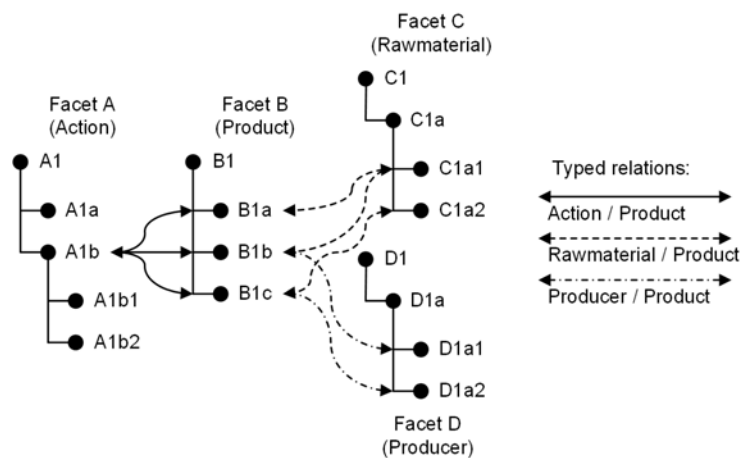 Facet A
(Action)
A1
A1a
A1b
A1b1
A1b2
Facet B
(Product)
B1
B1a
B1b
B1c
Facet C
(Rawmaterial)
C1
C1a
C1a1
C1a2
D1
D1a
D1a1
D1a2
Facet D
(Producer)
Typed relations:
Action / Product
Rawmaterial / Product
Producer / Product